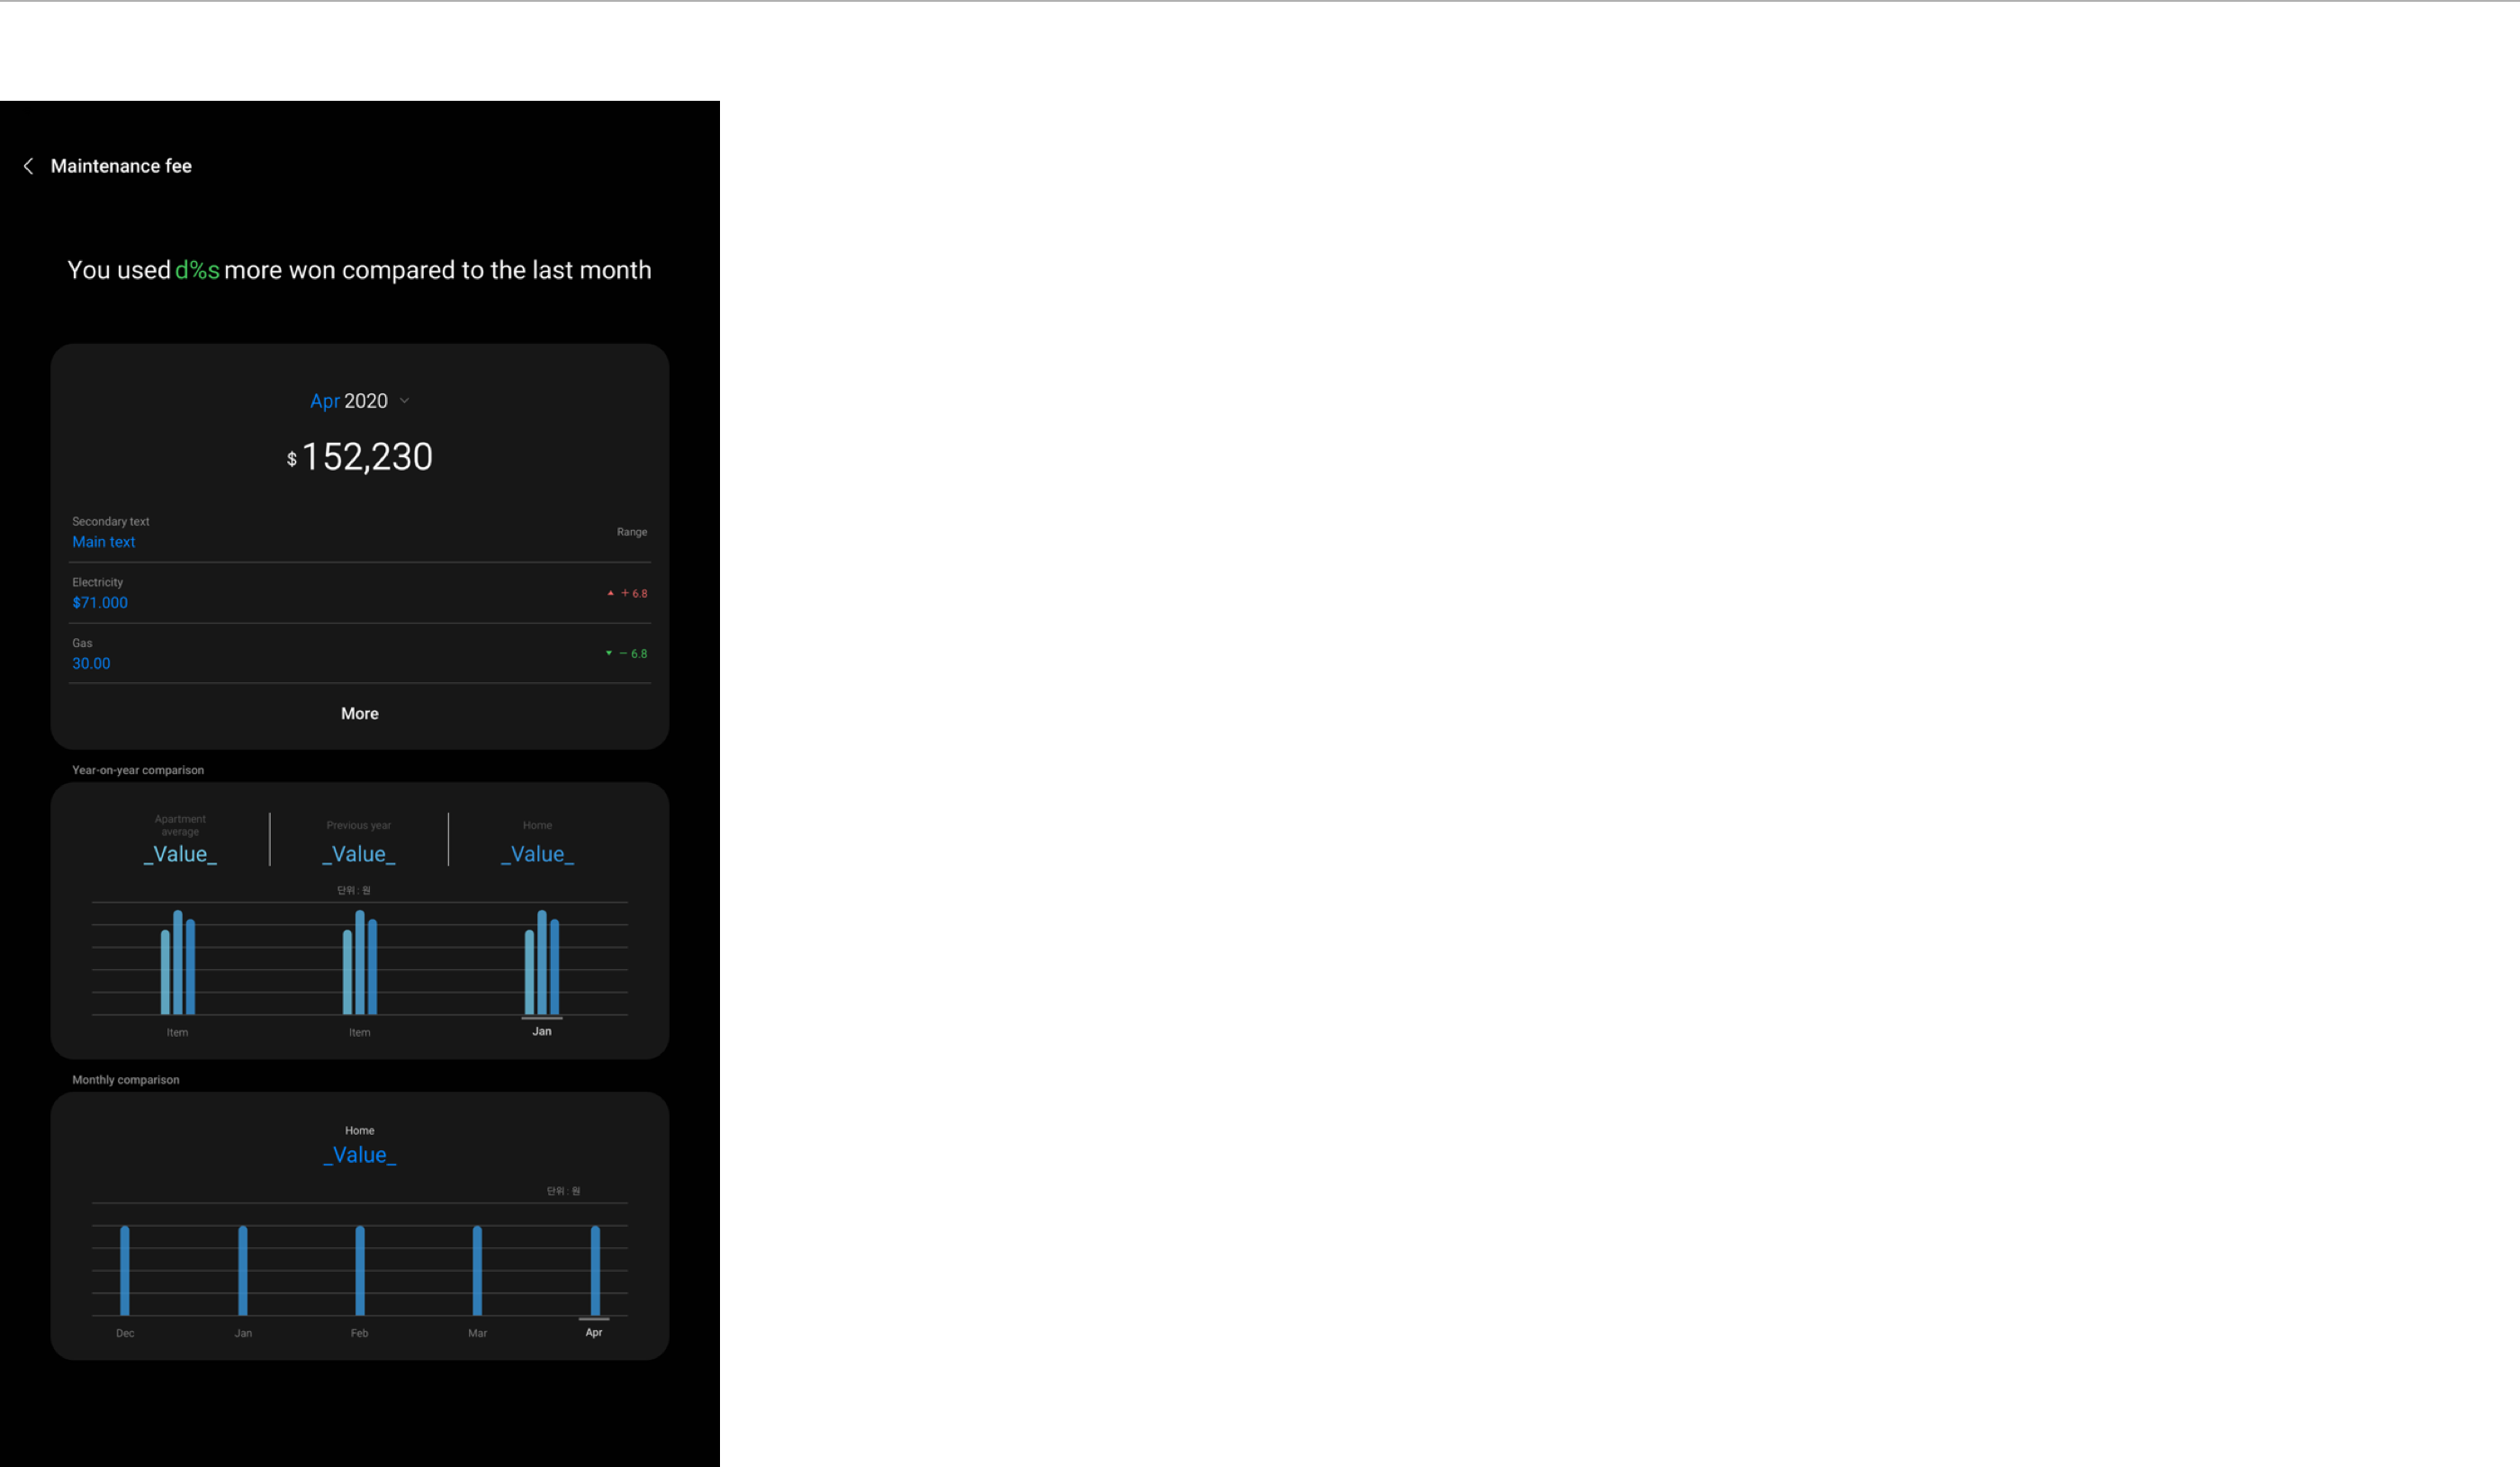 Maintenance fee
You used d%s more won compared to the last month
Apr 2020
$ 152,230
Secondary text
Main text
Range
Electricity
$71.000
+ 6.8
Gas
30.00
− 6.8
More
Year-on-year comparison
Apartment
average
_Value_
Previous year
_Value_
Home
_Value_
단위 : 원
Item
Item
Jan
Monthly comparison
Home
_Value_
단위 : 원
Dec
Jan
Feb
Mar
Apr